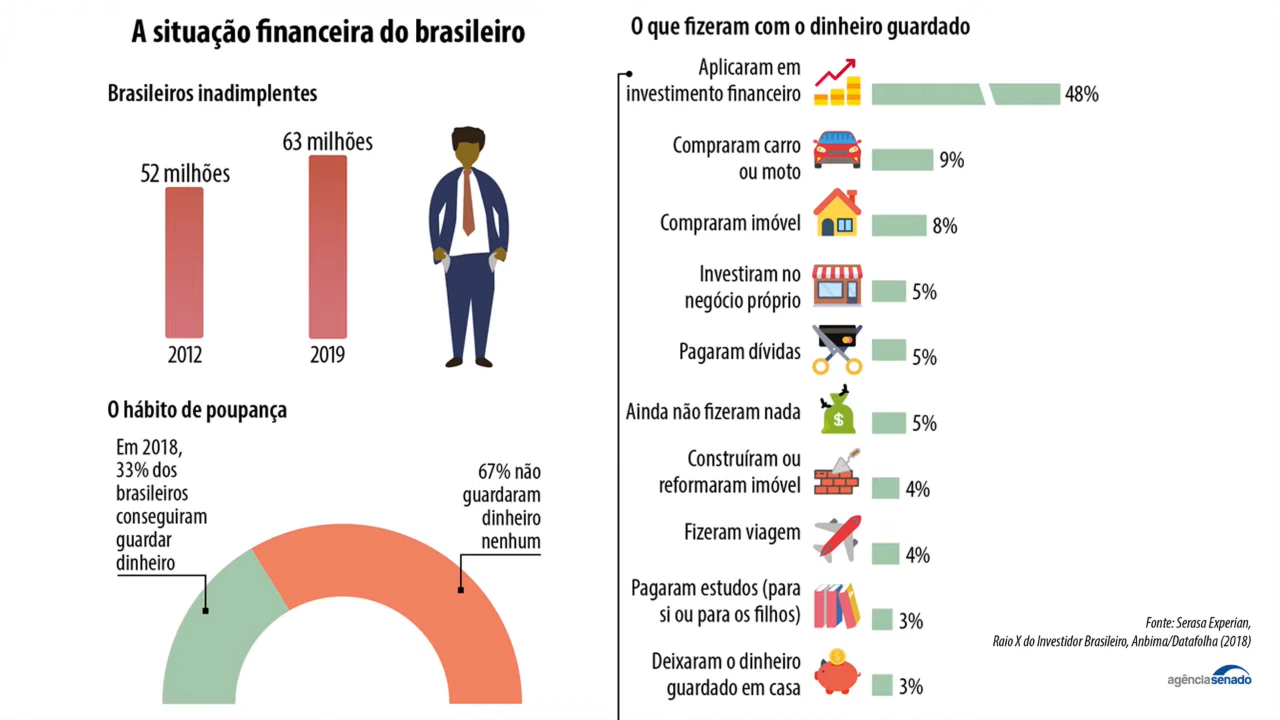 A situação financeira do brasileiro
Brasileiros inadimplentes
52 milhões
63 milhões
2012
2019
O hábito de poupança
Em 2018,
33% dos
brasileiros
conseguiram
guardar
dinheiro
67% não
guardaram
dinheiro
nenhum
O que fizeram com o dinheiro guardado
Aplicaram em
investimento financeiro
48%
Compraram carro
ou moto
9%
Compraram imóvel
8%
Investiram no
negócio próprio
5%
Pagaram dívidas
5%
Ainda não fizeram nada
$
5%
Construíram ou
reformaram imóvel
4%
Fizeram viagem
4%
Pagaram estudos (para
si ou para os filhos)
3%
Deixaram o dinheiro
guardado em casa
$
3%
Fonte: Serasa Experian,
Raio X do Investidor Brasileiro, Anbima/Datafolha (2018)
agênciasenado